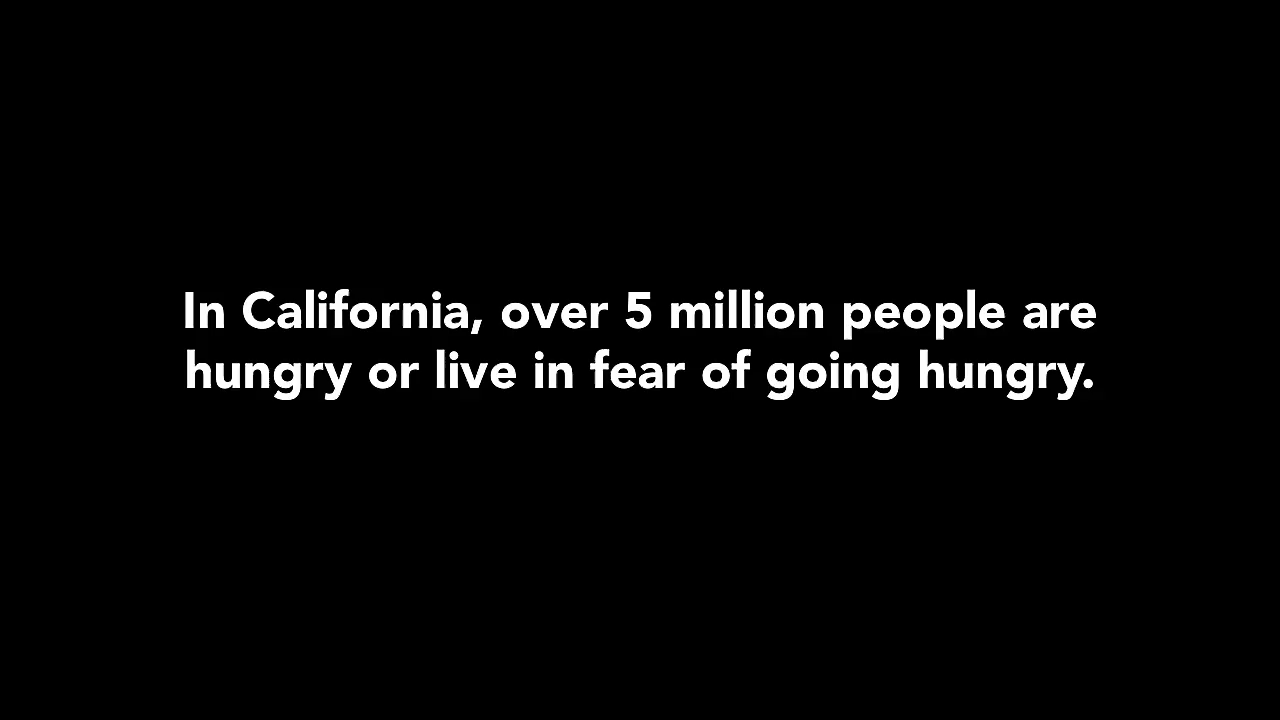 In California, over 5 million people are
hungry or live in fear of going hungry.